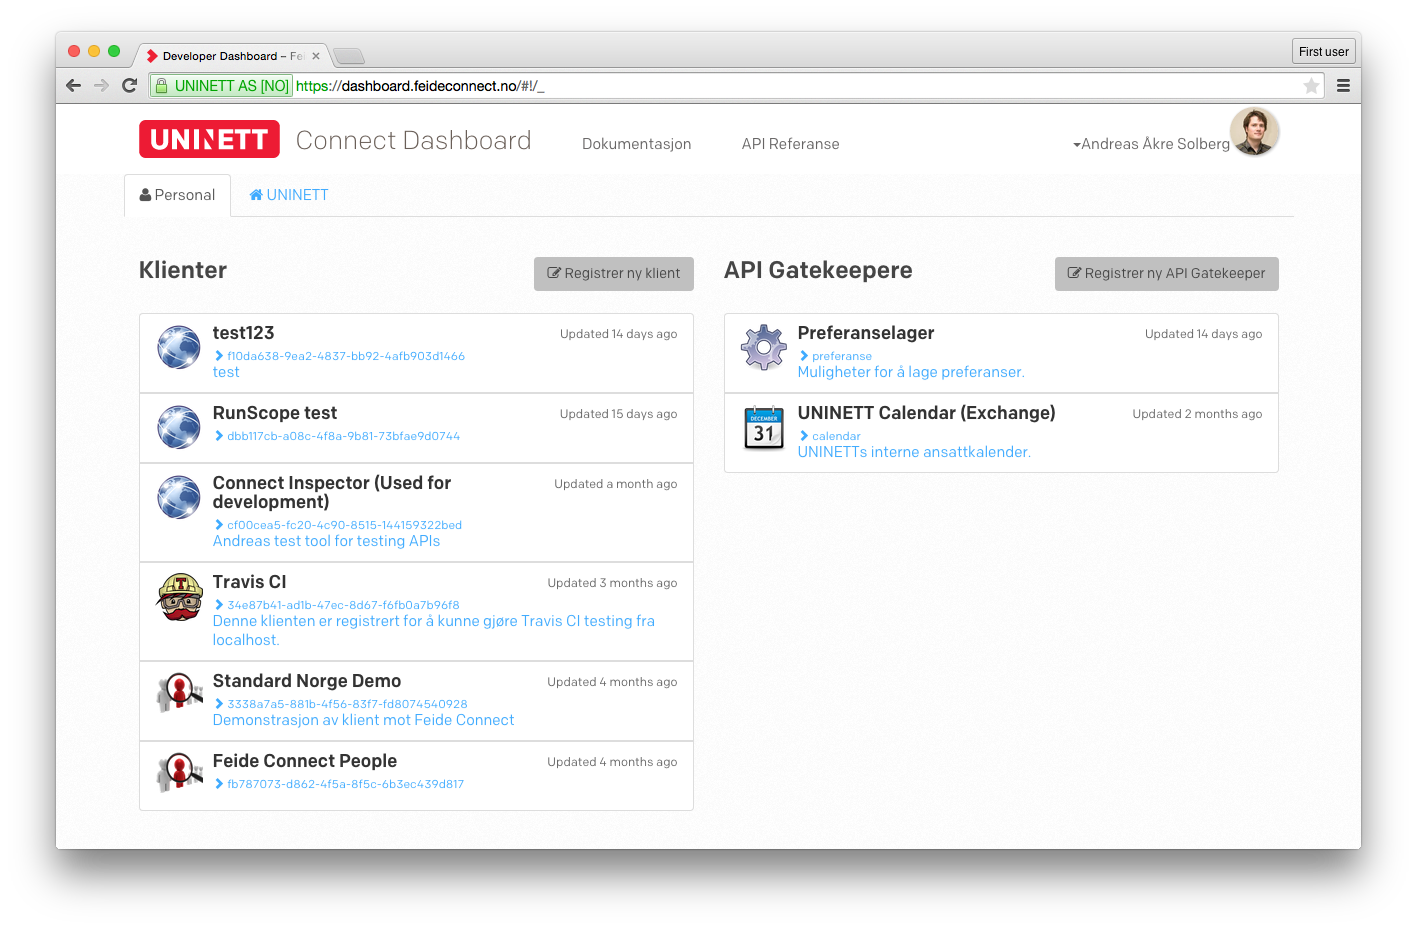 Developer Dashboard – Fei
First user
UNINETT AS [NO] https://dashboard.feideconnect.no/#!/_
UNINETT Connect Dashboard Dokumentasjon API Referanse Andreas Åkre Solberg
Personal UNINETT
Klienter
Registrer ny klient
test123 Updated 14 days ago
f10da638-9ea2-4837-bb92-4afb903d1466
test
RunScope test Updated 15 days ago
dbb117cb-a08c-4f8a-9b81-73bfae9d0744
Connect Inspector (Used for Updated a month ago
development)
cf00cea5-fc20-4c90-8515-144159322bed
Andreas test tool for testing APIs
T
Travis CI Updated 3 months ago
34e87b41-ad1b-47ec-8d67-f6fb0a7b96f8
Denne klienten er registrert for å kunne gjøre Travis CI testing fra
localhost.
Standard Norge Demo Updated 4 months ago
3338a7a5-881b-4f56-83f7-fd8074540928
Demonstrasjon av klient mot Feide Connect
Feide Connect People Updated 4 months ago
fb787073-d862-4f5a-8f5c-6b3ec439d817
API Gatekeepere
Registrer ny API Gatekeeper
Preferanselager Updated 14 days ago
preferanse
Muligheter for å lage preferanser.
DECEMBER
31
UNINETT Calendar (Exchange) Updated 2 months ago
calendar
UNINETTs interne ansattkalender.